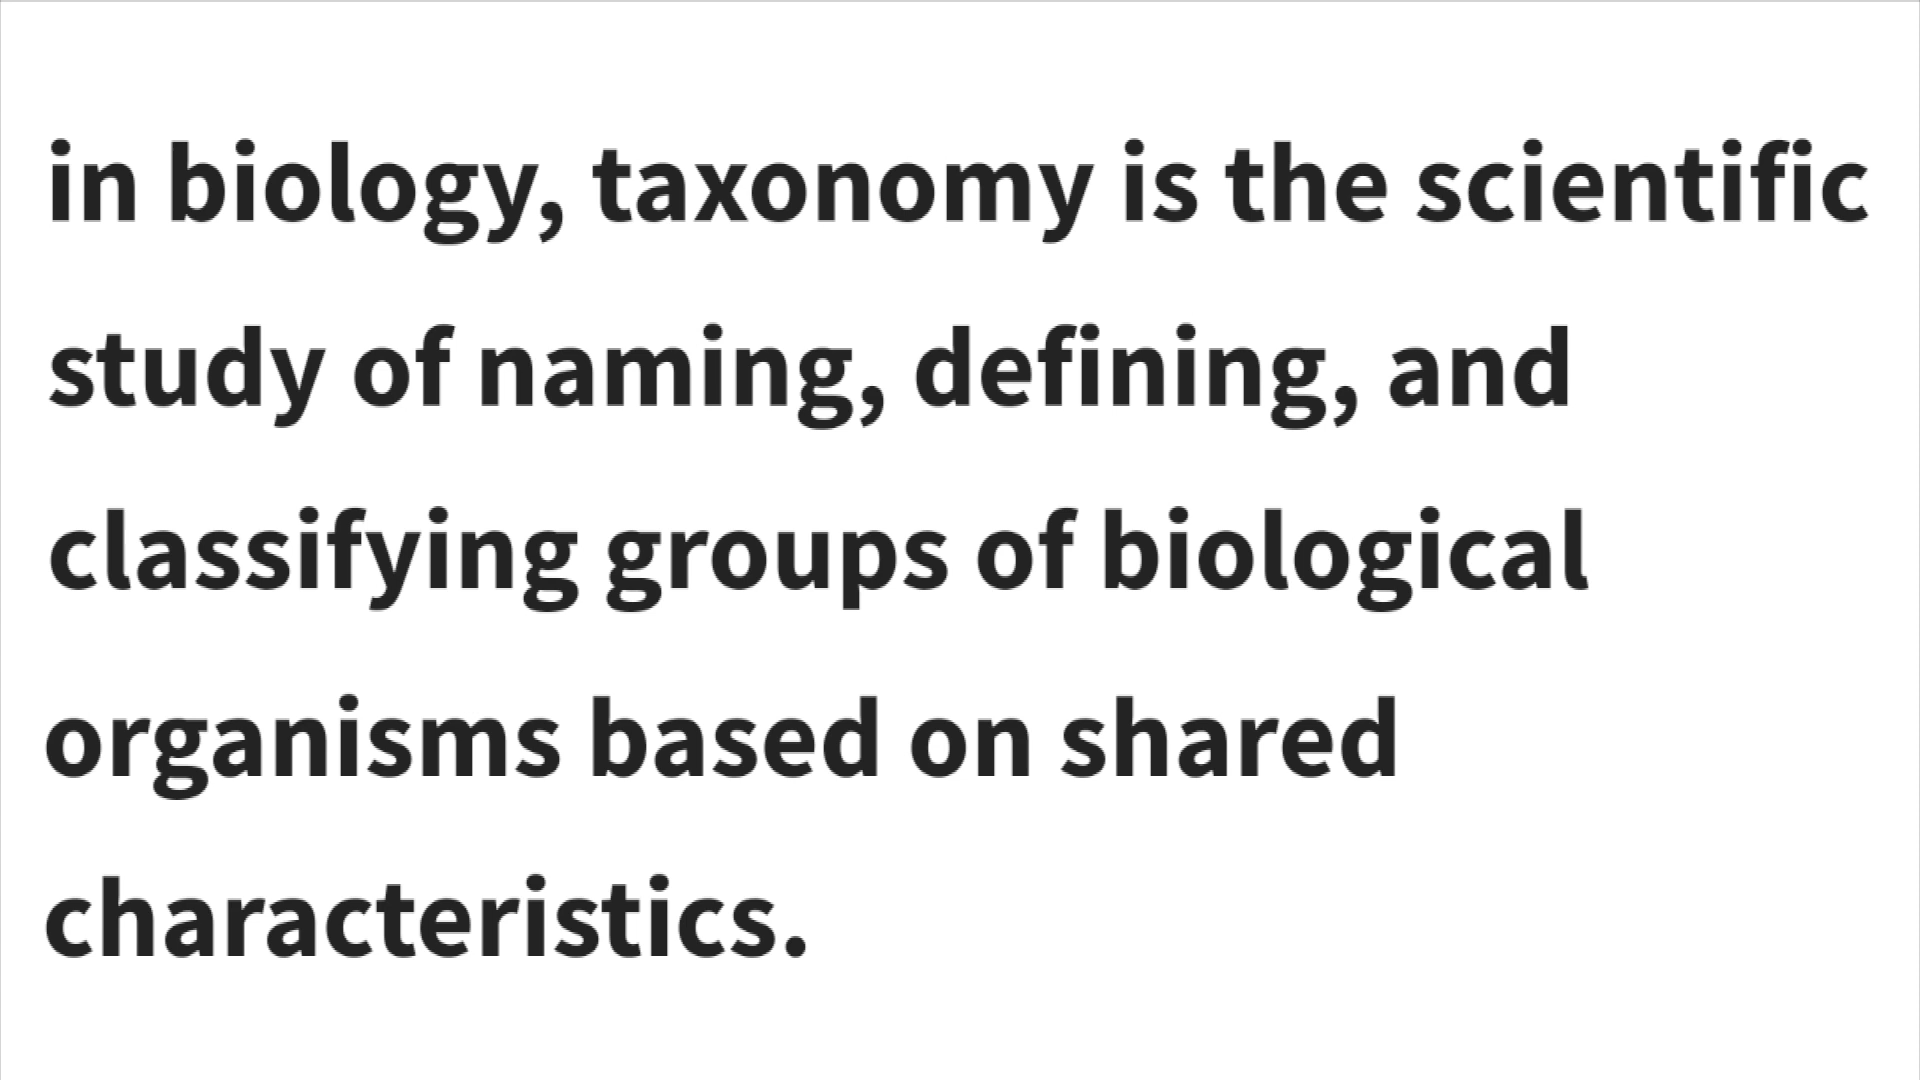 in biology, taxonomy is the scientific
study of naming, defining, and
classifying groups of biological
organisms based on shared
characteristics.